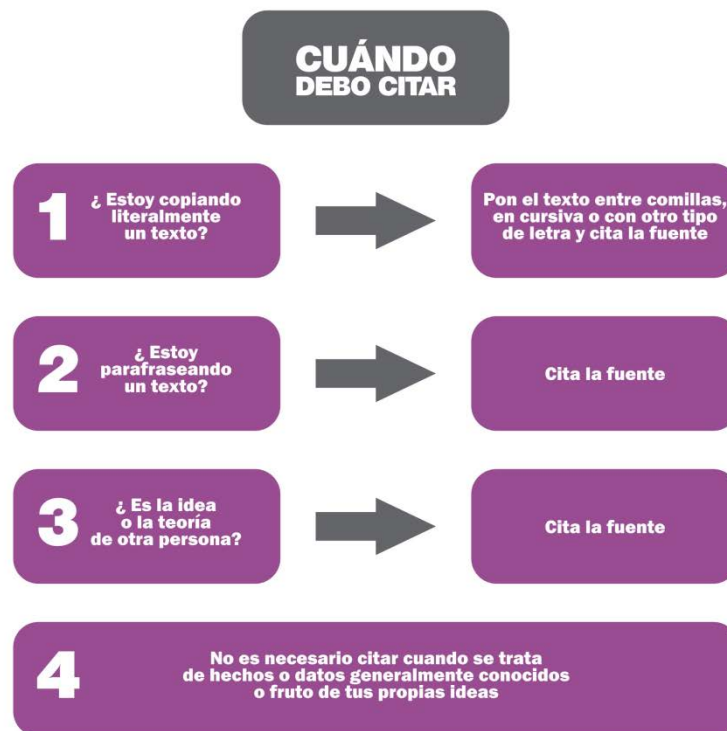 CUÁNDO
DEBO CITAR
1
¿ Estoy copiando
literalmente
un texto?
Pon el texto entre comillas,
en cursiva o con otro tipo
de letra y cita la fuente
2
¿ Estoy
parafraseando
un texto?
Cita la fuente
3
¿ Es la idea
o la teoría
de otra persona?
Cita la fuente
4
No es necesario citar cuando se trata
de hechos o datos generalmente conocidos
o fruto de tus propias ideas